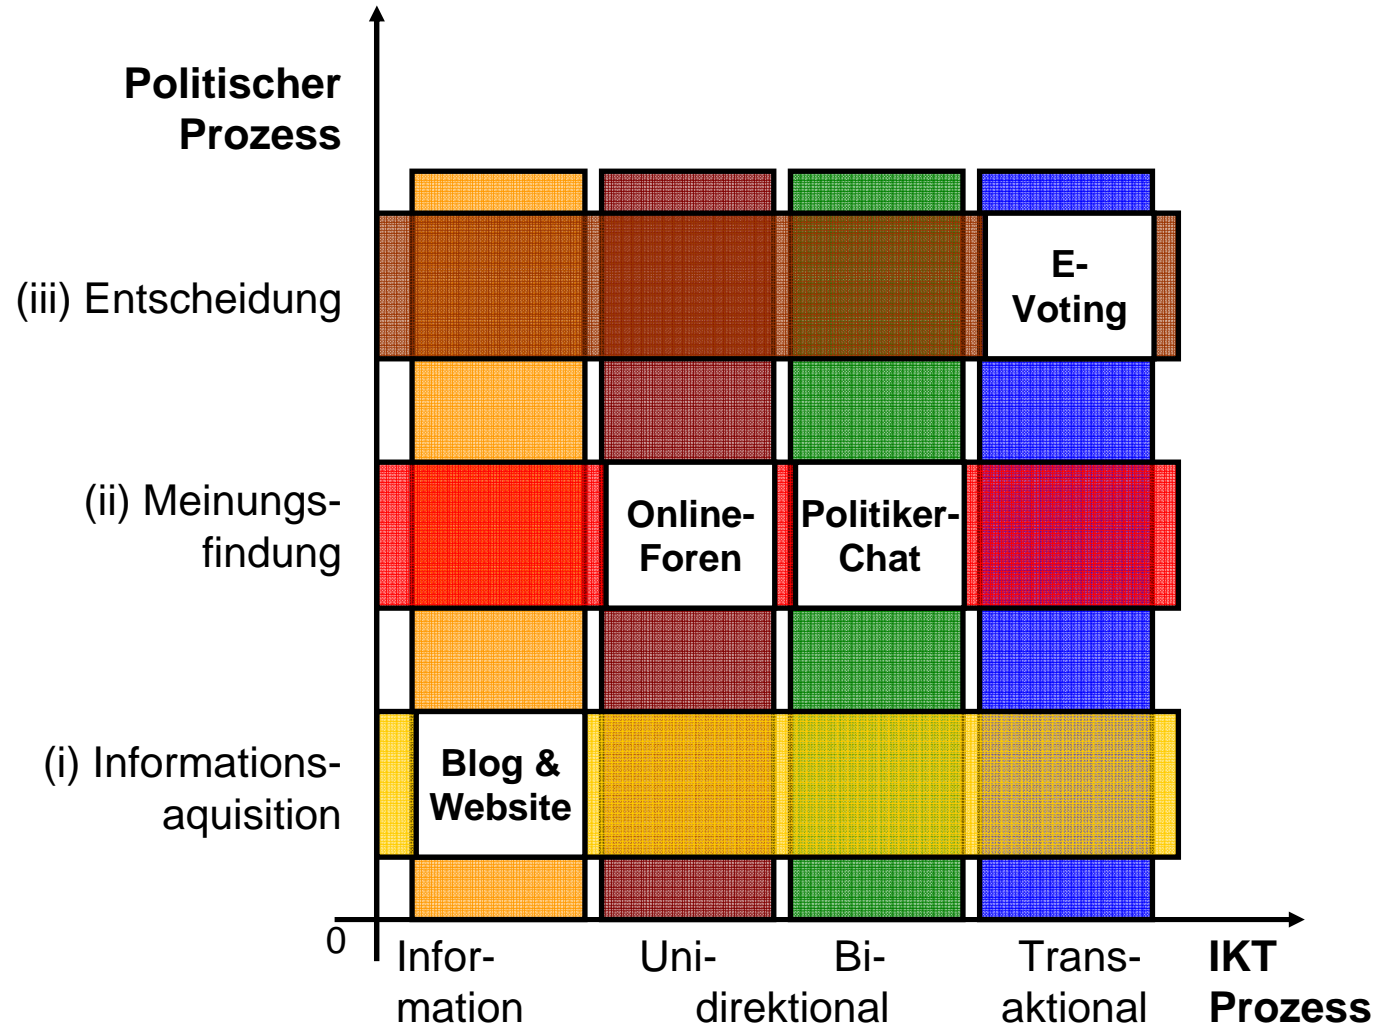 Politischer
Prozess
(iii) Entscheidung
E-
Voting
(ii) Meinungs-
findung
Online-
Foren
Politiker-
Chat
(i) Informations-
aquisition
Blog &
Website
0
Infor-
mation
Uni-
Bi-
direktional
Trans-
aktional
IKT
Prozess